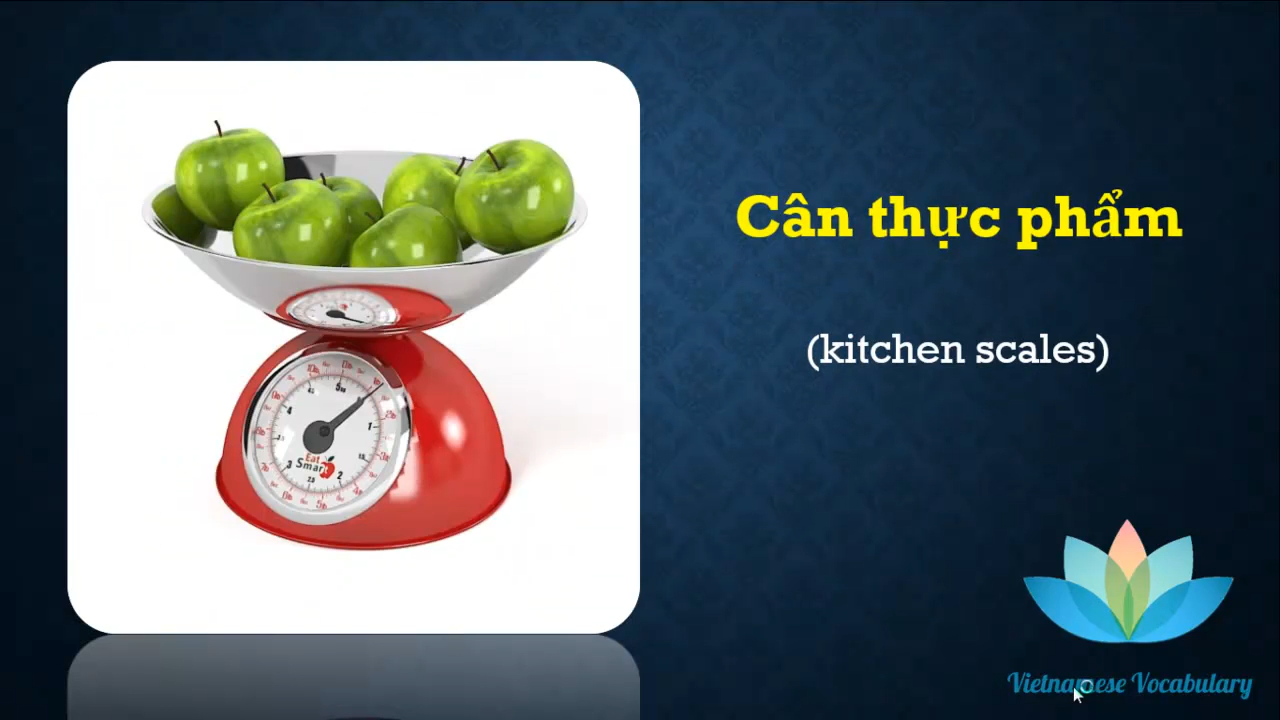 Cân thực phẩm
(kitchen scales)
Eat
Smart
Vietnamese Vocabulary